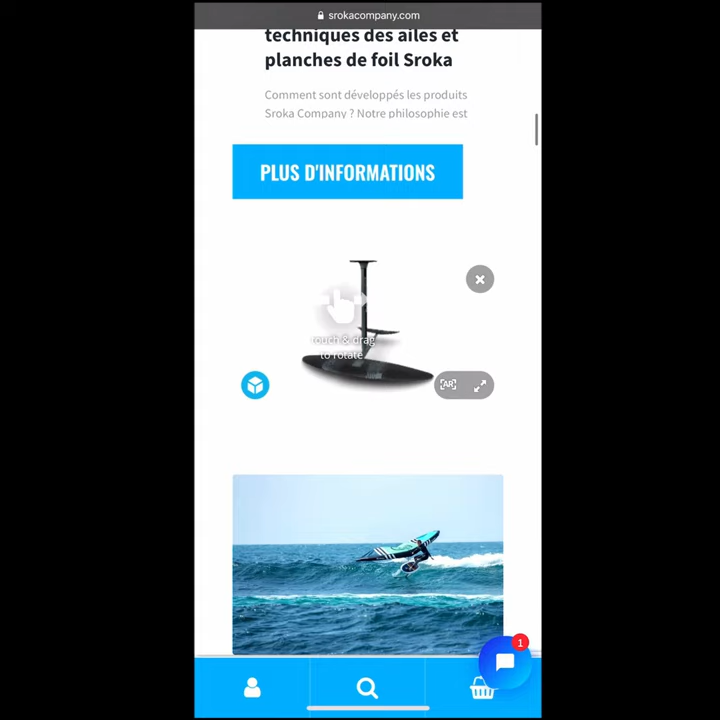 srokacompany.com
techniques des ailes et
planches de foil Sroka
Comment sont développés les produits
Sroka Company ? Notre philosophie est
PLUS D'INFORMATIONS
touch & drag
to rotate
AR
1